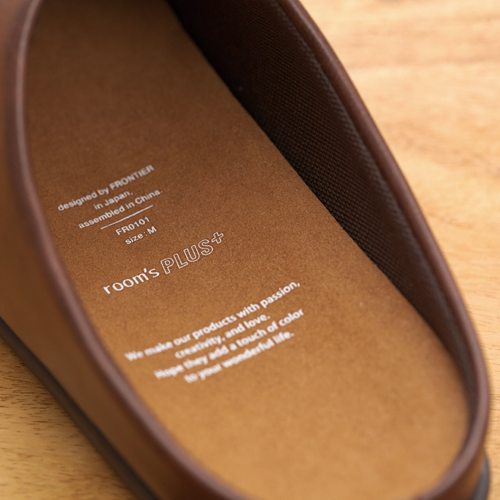 designed by FRONTIER
in Japan,
assembled in China.
FR0101
size : M
room's PLUS+
We make our products with passion,
creativity, and love.
Hope they add a touch of color
to your wonderful life.